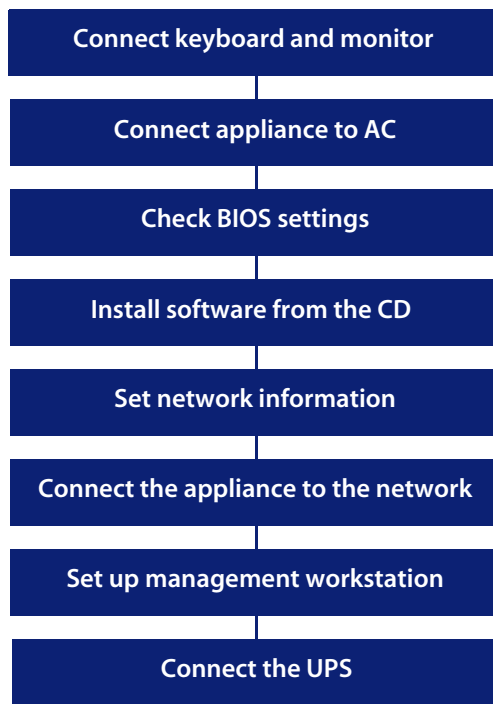 Connect keyboard and monitor
Connect appliance to AC
Check BIOS settings
Install software from the CD
Set network information
Connect the appliance to the network
Set up management workstation
Connect the UPS